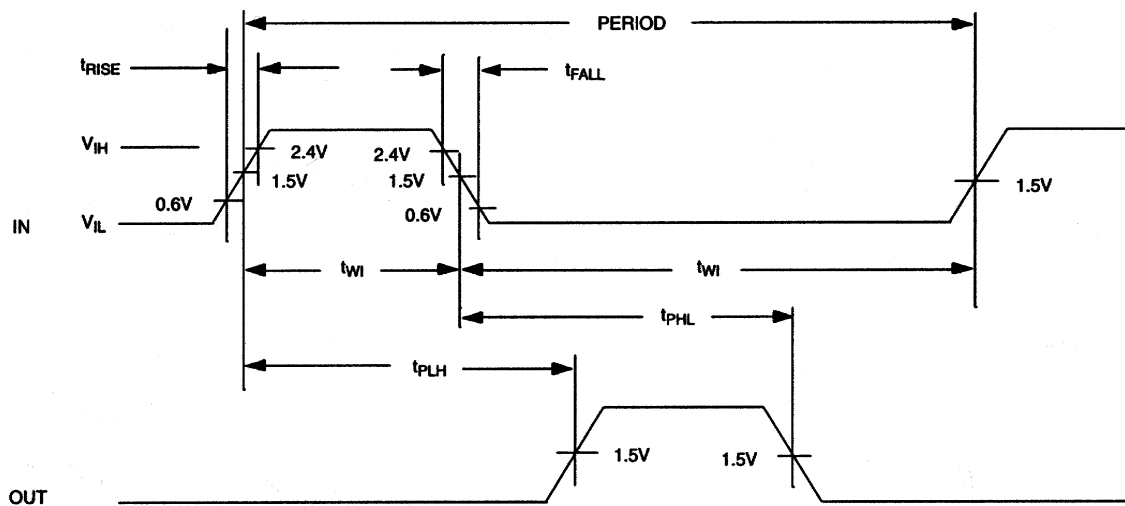 PERIOD
tRISE
tFALL
VIH
2.4V
2.4V
1.5V
1.5V
1.5V
0.6V
0.6V
IN
VIL
tWI
tWI
tPHL
tPLH
1.5V
1.5V
OUT